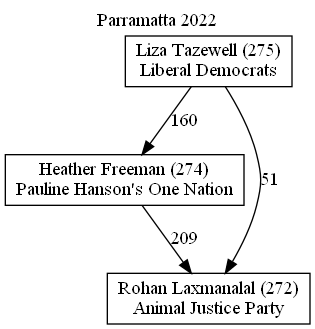 Parramatta 2022
Liza Tazewell (275)
Liberal Democrats
160
Heather Freeman (274)
Pauline Hanson's One Nation
51
209
Rohan Laxmanalal (272)
Animal Justice Party